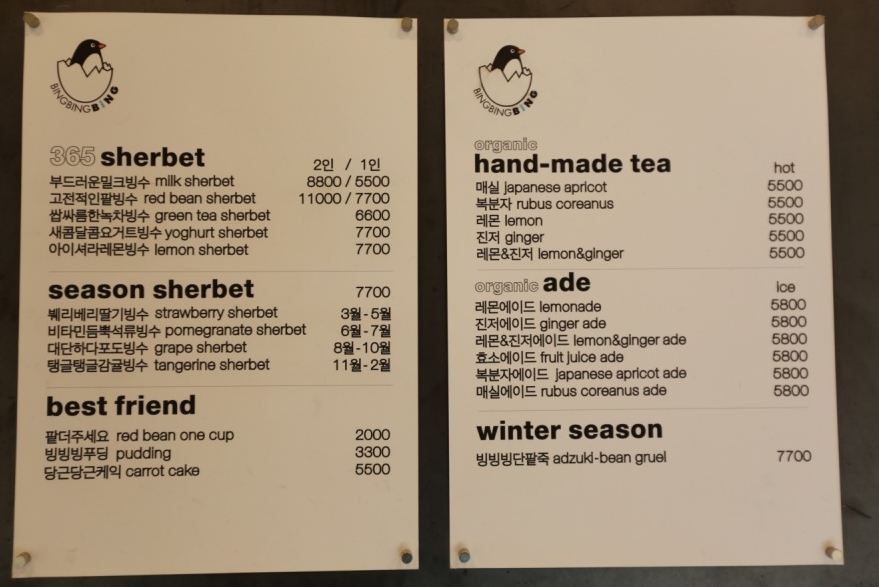 BINGBINGBING
365 sherbet
2인 / 1인
부드러운밀크빙수 milk sherbet 8800 / 5500
고전적인팥빙수 red bean sherbet 11000 / 7700
쌉싸름한녹차빙수 green tea sherbet 6600
새콤달콤요거트빙수 yoghurt sherbet 7700
아이셔라레몬빙수 lemon sherbet 7700
season sherbet 7700
붸리베리딸기빙수 strawberry sherbet 3월-5월
비타민듬뿍석류빙수 pomegranate sherbet 6월-7월
대단하다포도빙수 grape sherbet 8월-10월
탱글탱글감귤빙수 tangerine sherbet 11월-2월
best friend
팥더주세요 red bean one cup 2000
빙빙빙푸딩 pudding 3300
당근당근케익 carrot cake 5500
BINGBINGBING
organic
hand-made tea hot
매실 japanese apricot 5500
복분자 rubus coreanus 5500
레몬 lemon 5500
진저 ginger 5500
레몬&진저 lemon&ginger 5500
organic ade ice
레몬에이드 lemonade 5800
진저에이드 ginger ade 5800
레몬&진저에이드 lemon&ginger ade 5800
효소에이드 fruit juice ade 5800
복분자에이드 japanese apricot ade 5800
매실에이드 rubus coreanus ade 5800
winter season
빙빙빙단팥죽 adzuki-bean gruel 7700